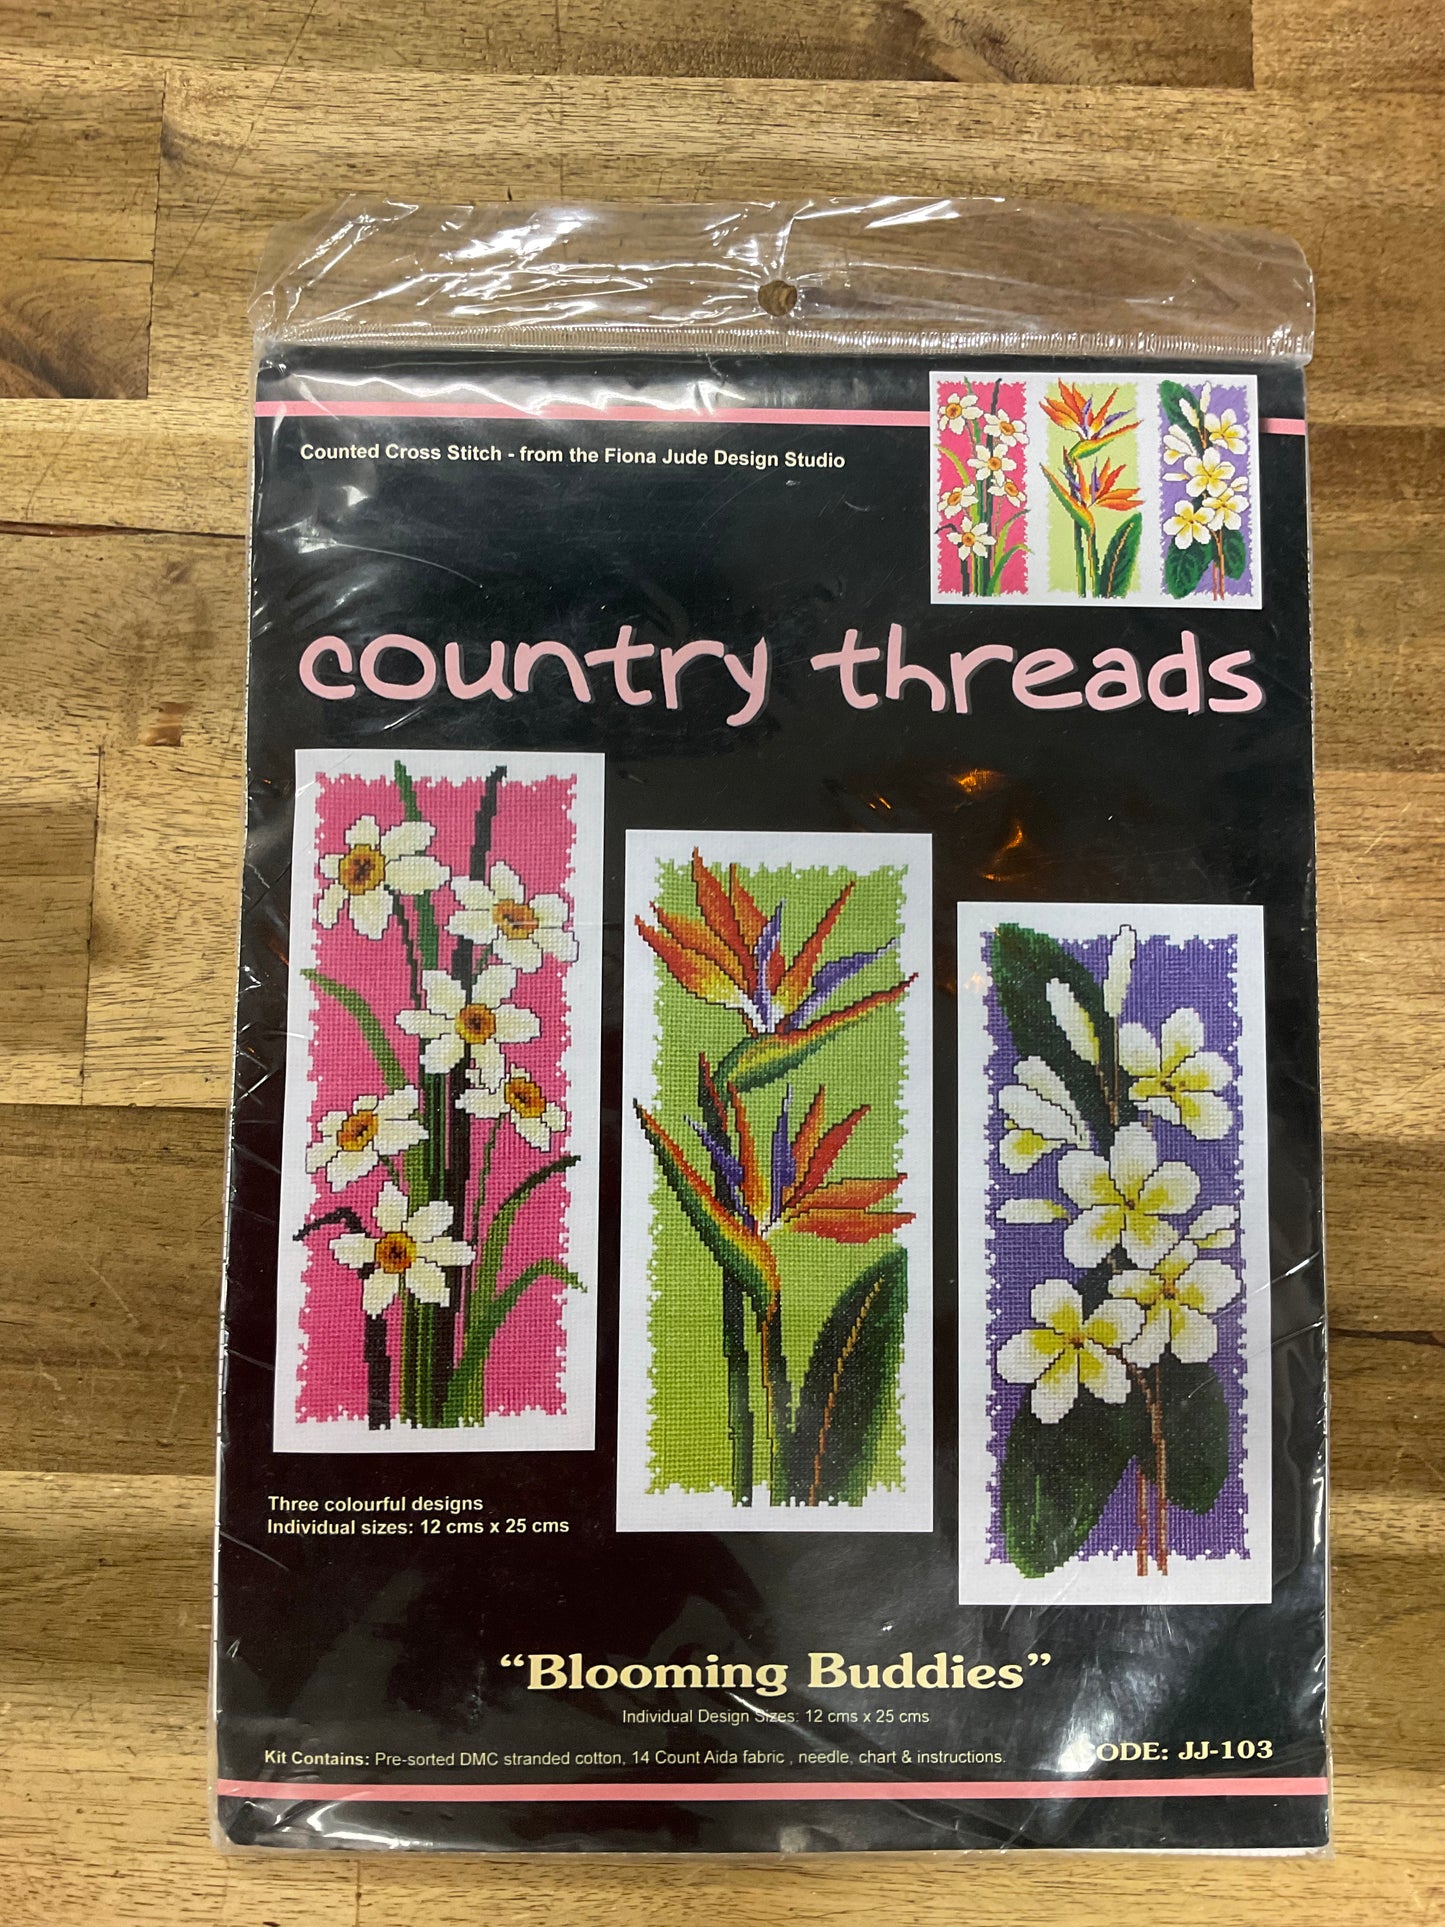 Counted Cross Stitch - from the Fiona Jude Design Studio
country threads
Three colourful designs
Individual sizes: 12 cms x 25 cms
“Blooming Buddies”
Individual Design Sizes: 12 cms x 25 cms
Kit Contains: Pre-sorted DMC stranded cotton, 14 Count Aida fabric , needle, chart & instructions.
CODE: JJ-103